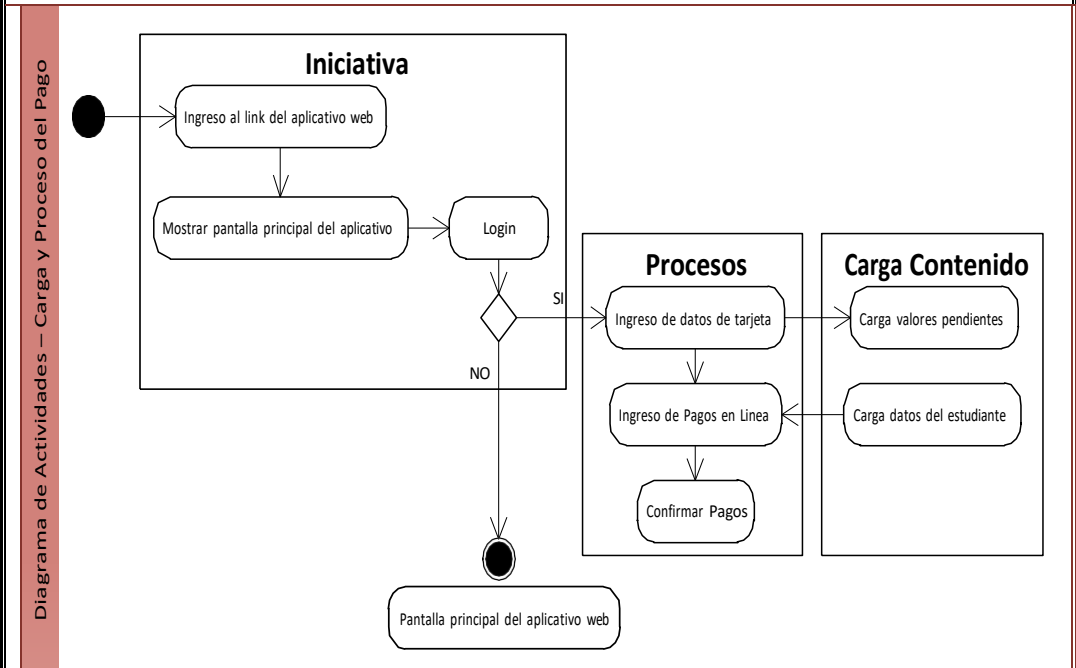 Diagrama de Actividades – Carga y Proceso del Pago
Iniciativa
Ingreso al link del aplicativo web
Mostrar pantalla principal del aplicativo
Login
SI
NO
Procesos
Ingreso de datos de tarjeta
Ingreso de Pagos en Linea
Confirmar Pagos
Carga Contenido
Carga valores pendientes
Carga datos del estudiante
Pantalla principal del aplicativo web